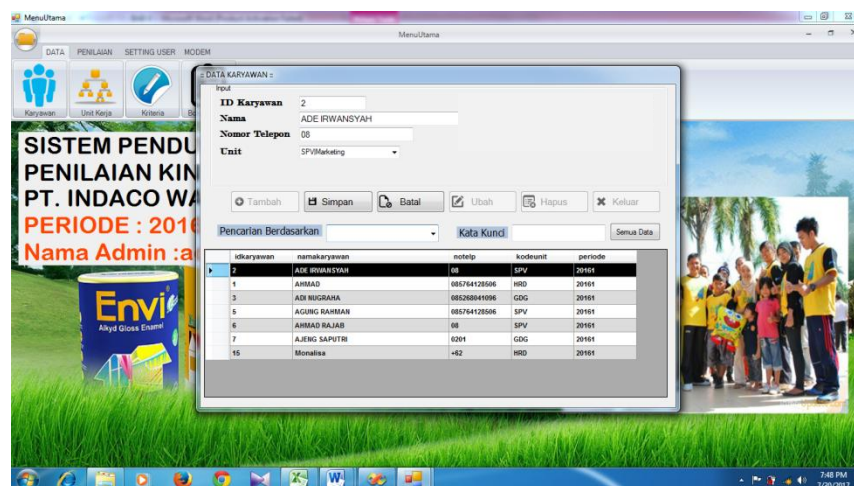 MenuUtama
MenuUtama
DATA PENILAIAN SETTING USER MODEM
Karyawan Unit Kerja Kriteria
SISTEM PENDU
PENILAIAN KIN
PT. INDACO WA
PERIODE : 2016
Nama Admin :a
Envi
Alkyd Gloss Enamel
:: DATA KARYAWAN ::
Input
ID Karyawan 2
Nama ADE IRWANSYAH
Nomor Telepon 08
Unit SPV|Marketing
Tambah Simpan Batal Ubah Hapus Keluar
Pencarian Berdasarkan Kata Kunci Semua Data
idkaryawan namakaryawan notelp kodeunit periode
2 ADE IRWANSYAH 08 SPV 20161
1 AHMAD 085764128506 HRD 20161
3 ADI NUGRAHA 085268041096 GDG 20161
5 AGUNG RAHMAN 085764128506 SPV 20161
6 AHMAD RAJAB 08 SPV 20161
7 AJENG SAPUTRI 0201 GDG 20161
15 Monalisa +62 HRD 20161
7:48 PM
7/20/2017